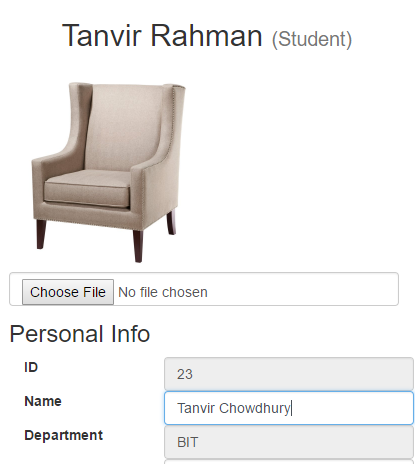 Tanvir Rahman (Student)
Choose File No file chosen
Personal Info
ID 23
Name Tanvir Chowdhury
Department BIT